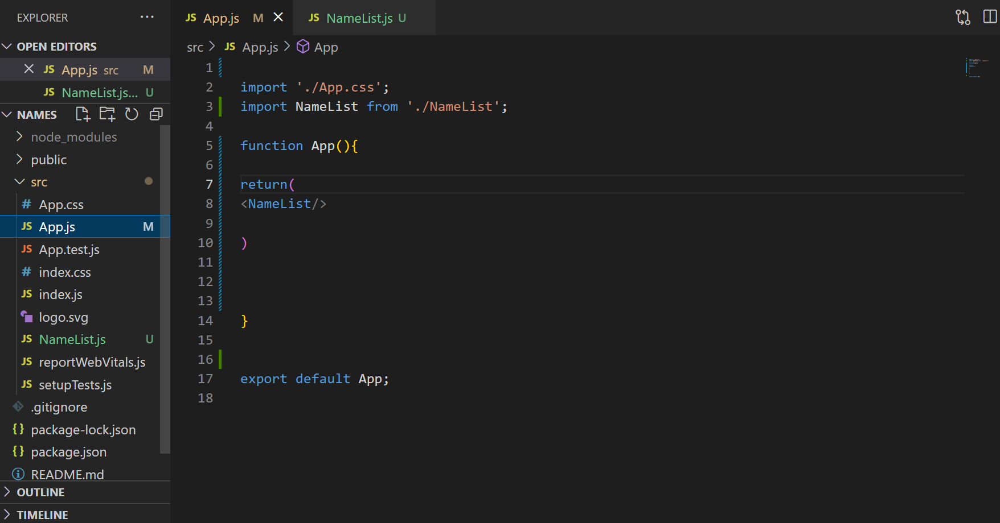 EXPLORER ...
OPEN EDITORS
JS App.js src M
JS NameList.js... U
NAMES
node_modules
public
src
# App.css
JS App.js M
JS App.test.js
# index.css
JS index.js
logo.svg
JS NameList.js U
JS reportWebVitals.js
JS setupTests.js
.gitignore
{} package-lock.json
{} package.json
README.md
OUTLINE
TIMELINE
JS App.js M JS NameList.js U
src > JS App.js > App
1
2 import './App.css';
3 import NameList from './NameList';
4
5 function App(){
6
7 return(
8 <NameList/>
9
10 )
11
12
13
14 }
15
16
17 export default App;
18